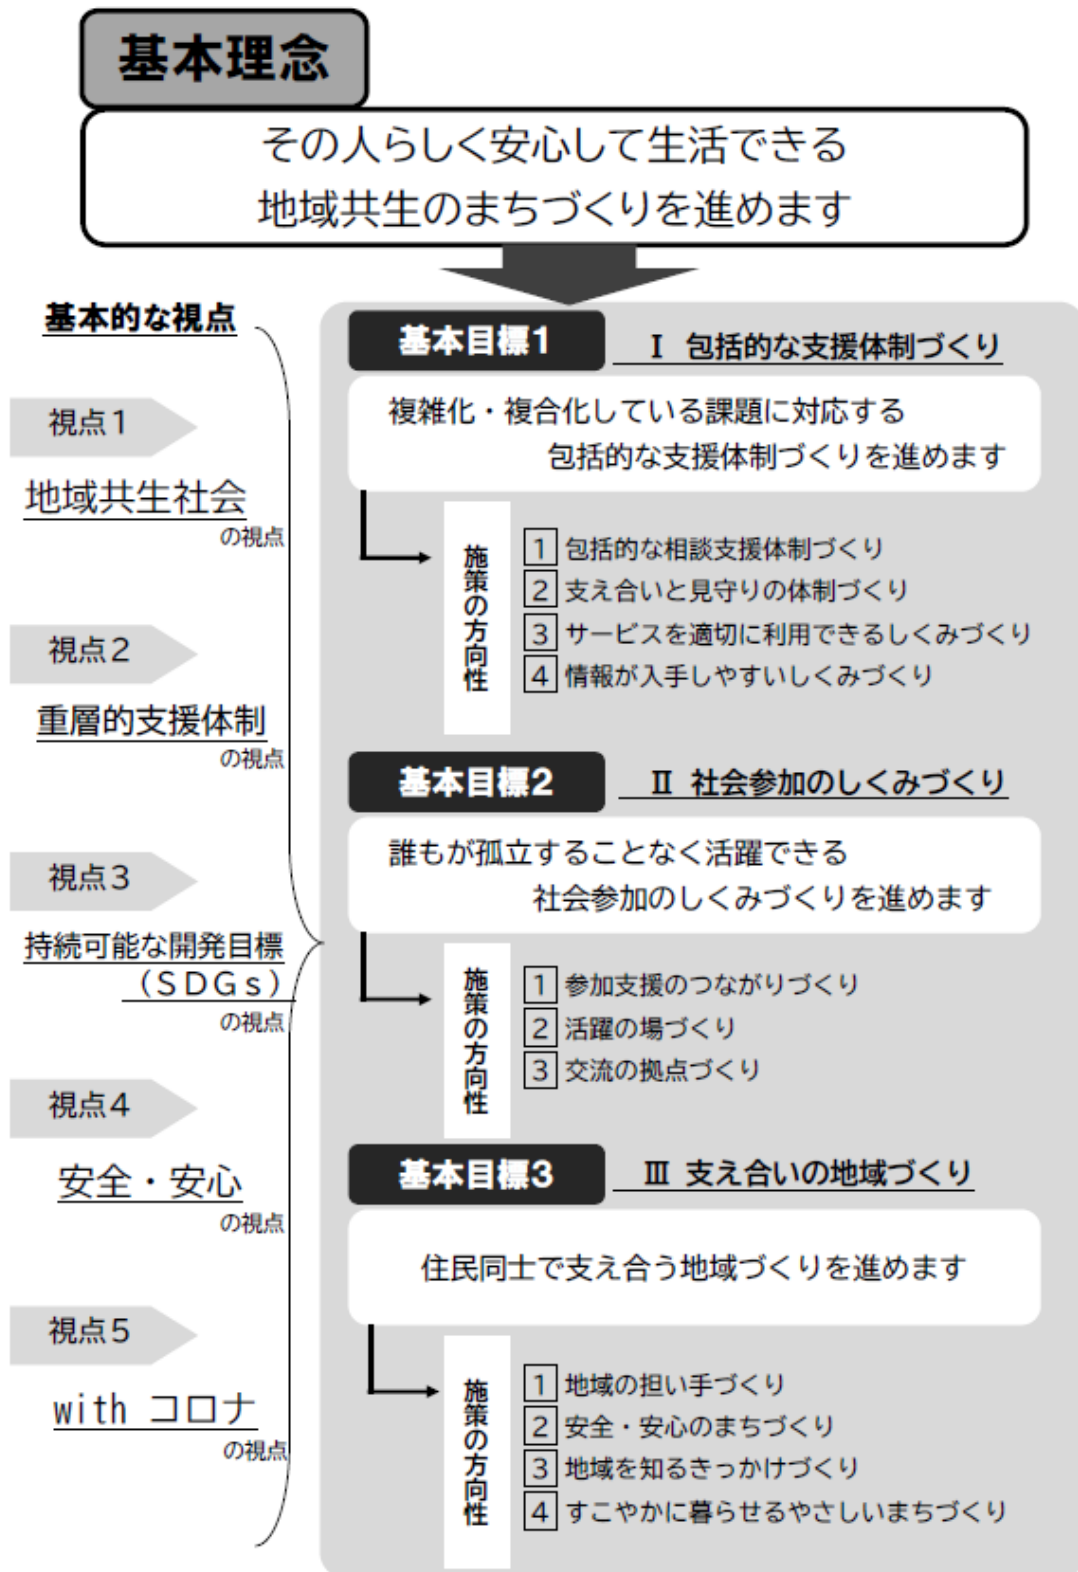 基本理念
その人らしく安心して生活できる
地域共生のまちづくりを進めます
基本的な視点
視点1
地域共生社会
の視点
視点2
重層的支援体制
の視点
視点3
持続可能な開発目標
（SDGs）
の視点
視点4
安全・安心
の視点
視点5
with コロナ
の視点
基本目標1
Ⅰ 包括的な支援体制づくり
複雑化・複合化している課題に対応する
包括的な支援体制づくりを進めます
施策の方向性
1 包括的な相談支援体制づくり
2 支え合いと見守りの体制づくり
3 サービスを適切に利用できるしくみづくり
4 情報が入手しやすいしくみづくり
基本目標2
Ⅱ 社会参加のしくみづくり
誰もが孤立することなく活躍できる
社会参加のしくみづくりを進めます
施策の方向性
1 参加支援のつながりづくり
2 活躍の場づくり
3 交流の拠点づくり
基本目標3
Ⅲ 支え合いの地域づくり
住民同士で支え合う地域づくりを進めます
施策の方向性
1 地域の担い手づくり
2 安全・安心のまちづくり
3 地域を知るきっかけづくり
4 すこやかに暮らせるやさしいまちづくり